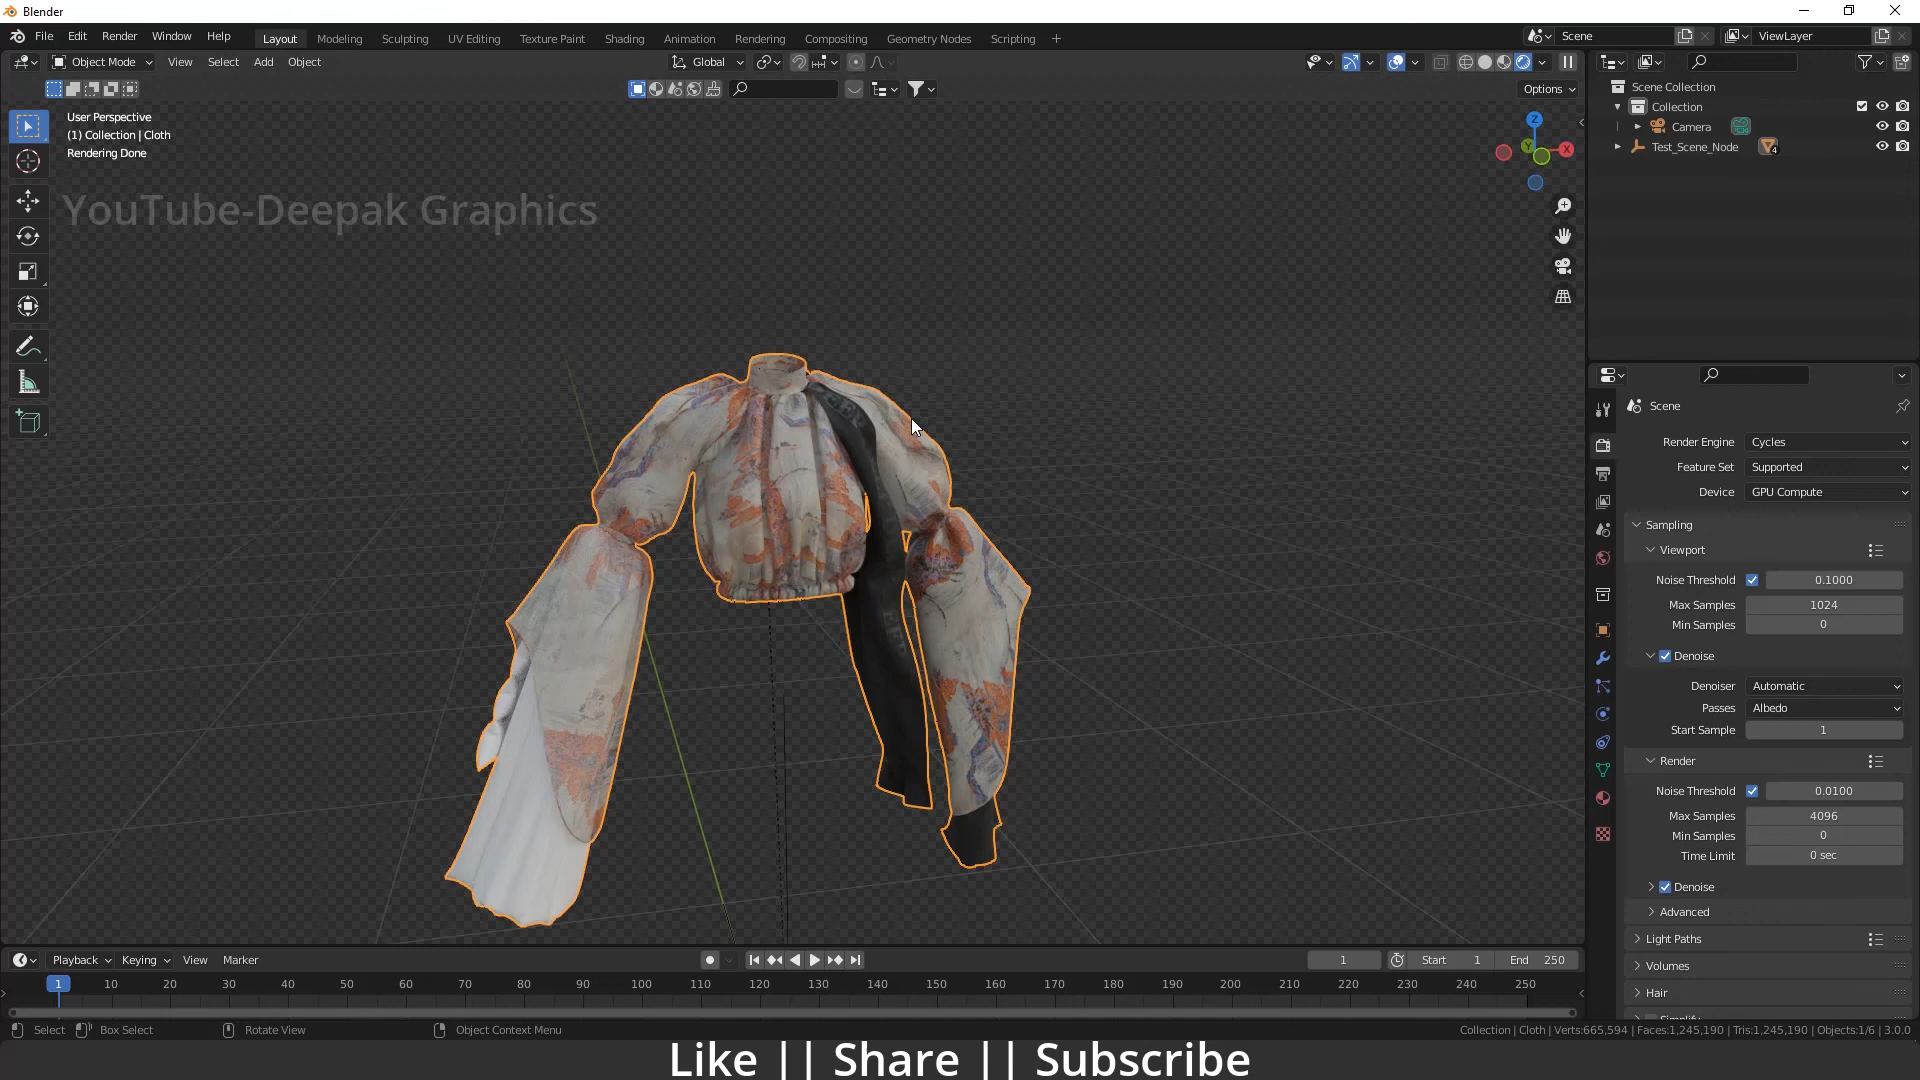 Blender
File Edit Render Window Help
Layout Modeling Sculpting UV Editing Texture Paint Shading Animation Rendering Compositing Geometry Nodes Scripting +
Scene
ViewLayer
Object Mode View Select Add Object
Global
Options
User Perspective
(1) Collection | Cloth
Rendering Done
YouTube-Deepak Graphics
Z
X
Y
Scene Collection
Collection
Camera
Test_Scene_Node
4
Scene
Render Engine Cycles
Feature Set Supported
Device GPU Compute
Sampling
Viewport
Noise Threshold 0.1000
Max Samples 1024
Min Samples 0
Denoise
Denoiser Automatic
Passes Albedo
Start Sample 1
Render
Noise Threshold 0.0100
Max Samples 4096
Min Samples 0
Time Limit 0 sec
Denoise
Advanced
Light Paths
Volumes
Hair
Playback Keying View Marker
1
Start 1 End 250
1 10 20 30 40 50 60 70 80 90 100 110 120 130 140 150 160 170 180 190 200 210 220 230 240 250
Select Box Select Rotate View Object Context Menu
Collection | Cloth | Verts:665,594 | Faces:1,245,190 | Tris:1,245,190 | Objects:1/6 | 3.0.0
Like || Share || Subscribe